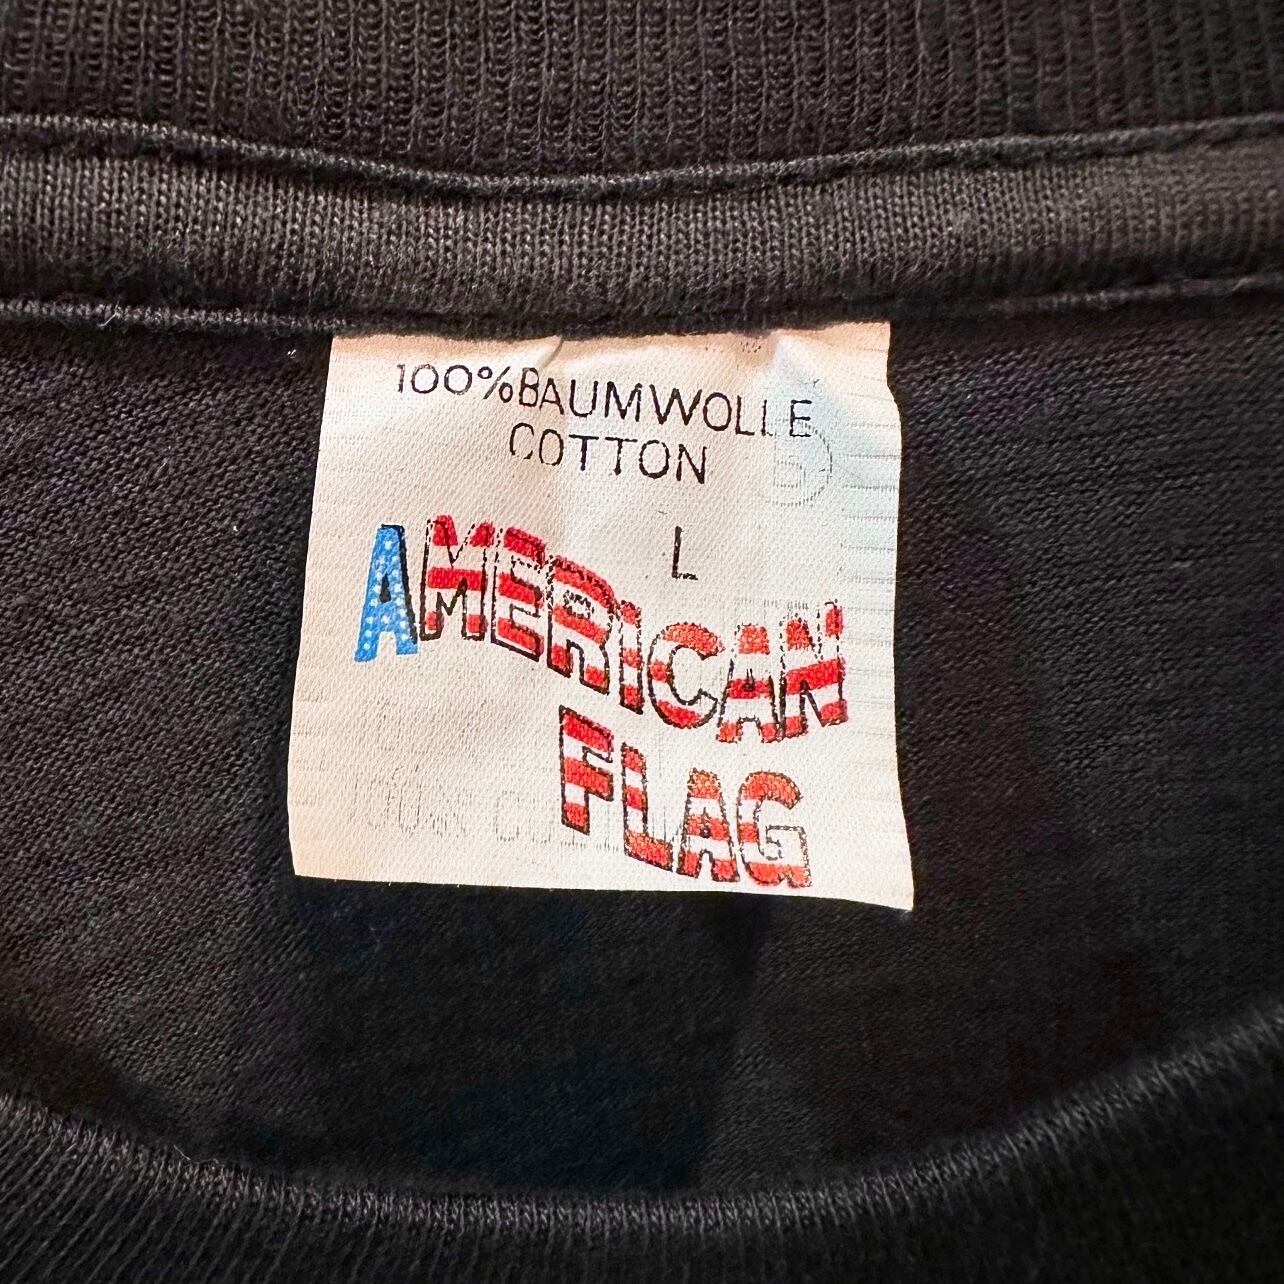 100% BAUMWOLLE
COTTON
L
AMERICAN
FLAG